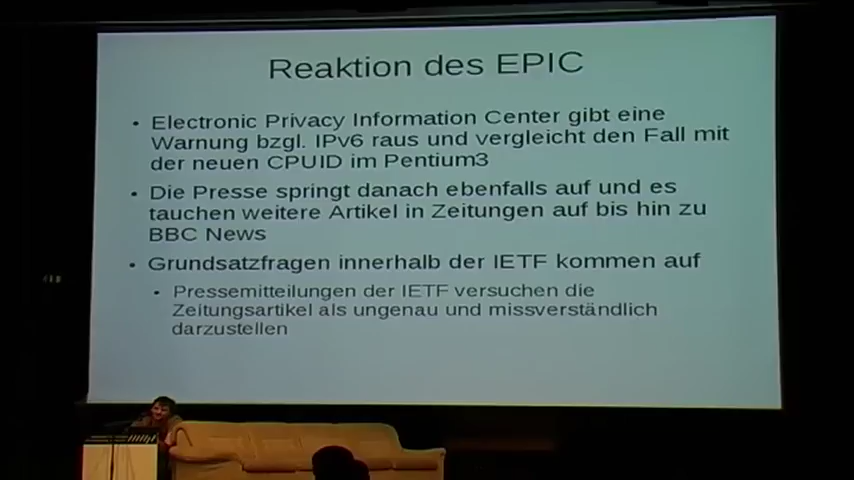 Reaktion des EPIC
• Electronic Privacy Information Center gibt eine
Warnung bzgl. IPv6 raus und vergleicht den Fall mit
der neuen CPUID im Pentium3
• Die Presse springt danach ebenfalls auf und es
tauchen weitere Artikel in Zeitungen auf bis hin zu
BBC News
• Grundsatzfragen innerhalb der IETF kommen auf
• Pressemitteilungen der IETF versuchen die
Zeitungsartikel als ungenau und missverständlich
darzustellen